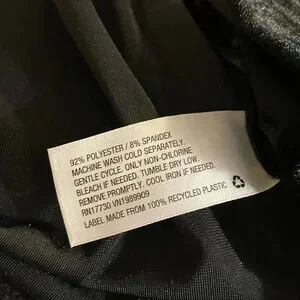 92% POLYESTER / 8% SPANDEX
MACHINE WASH COLD SEPARATELY.
GENTLE CYCLE. ONLY NON-CHLORINE
BLEACH IF NEEDED. TUMBLE DRY LOW.
REMOVE PROMPTLY. COOL IRON IF NEEDED.
RN17730 VN1989909
LABEL MADE FROM 100% RECYCLED PLASTIC